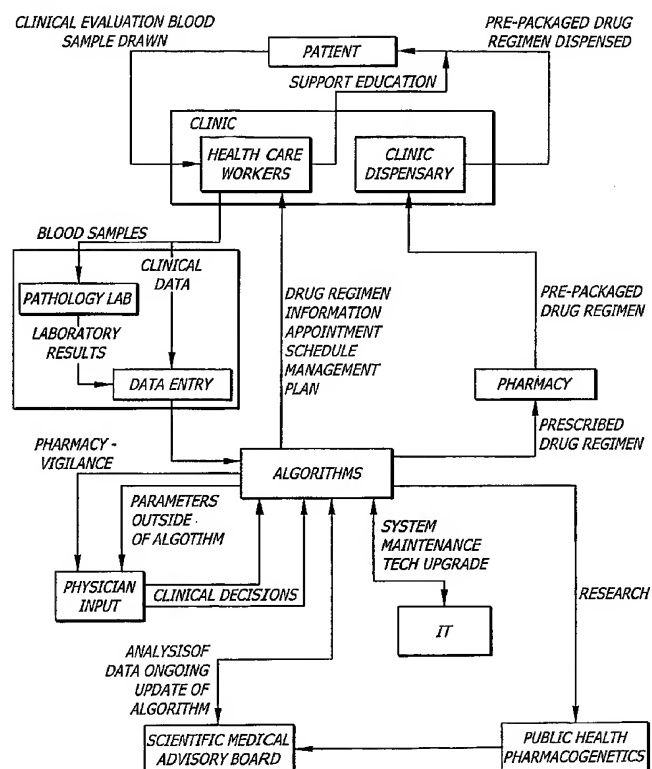 CLINICAL EVALUATION BLOOD
SAMPLE DRAWN
PRE-PACKAGED DRUG
REGIMEN DISPENSED
PATIENT
SUPPORT EDUCATION
CLINIC
HEALTH CARE
WORKERS
CLINIC
DISPENSARY
BLOOD SAMPLES
CLINICAL
DATA
PATHOLOGY LAB
LABORATORY
RESULTS
DATA ENTRY
DRUG REGIMEN
INFORMATION
APPOINTMENT
SCHEDULE
MANAGEMENT
PLAN
PRE-PACKAGED
DRUG REGIMEN
PHARMACY
PRESCRIBED
DRUG REGIMEN
PHARMACY -
VIGILANCE
ALGORITHMS
PARAMETERS
OUTSIDE
OF ALGOTIHM
SYSTEM
MAINTENANCE
TECH UPGRADE
PHYSICIAN
INPUT
CLINICAL DECISIONS
IT
RESEARCH
ANALYSISOF
DATA ONGOING
UPDATE OF
ALGORITHM
SCIENTIFIC MEDICAL
ADVISORY BOARD
PUBLIC HEALTH
PHARMACOGENETICS